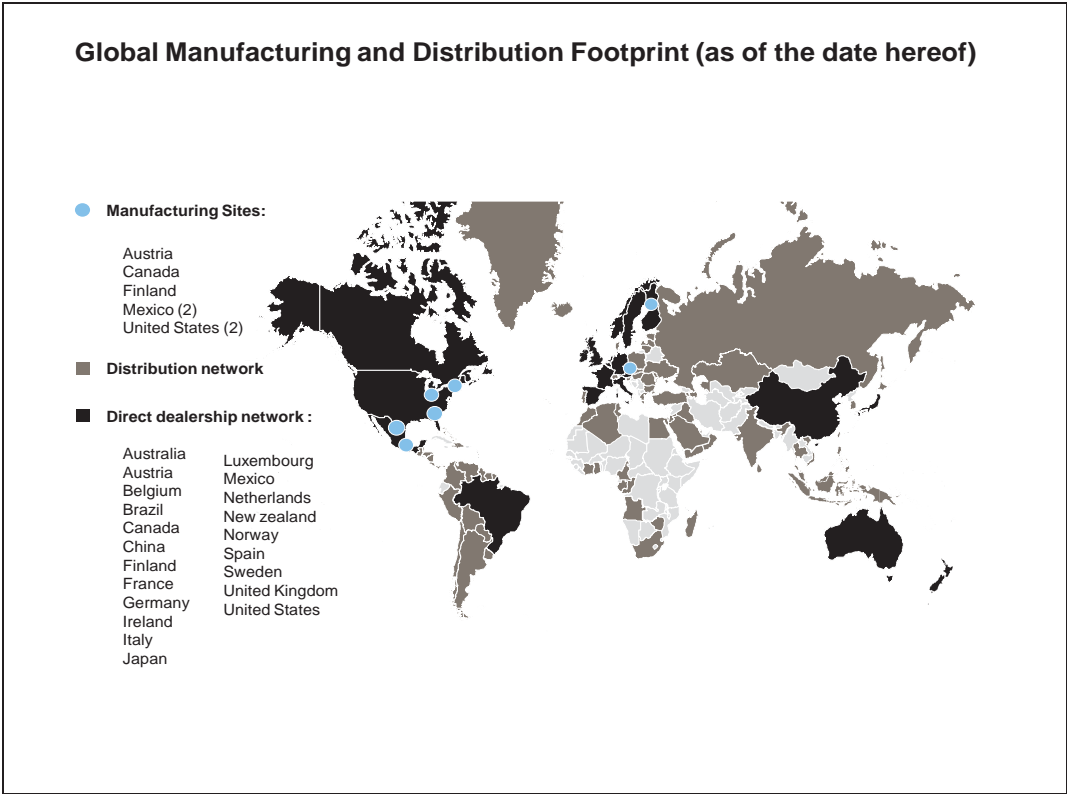 Global Manufacturing and Distribution Footprint (as of the date hereof)
Manufacturing Sites:
Austria
Canada
Finland
Mexico (2)
United States (2)
Distribution network
Direct dealership network :
Australia
Austria
Belgium
Brazil
Canada
China
Finland
France
Germany
Ireland
Italy
Japan
Luxembourg
Mexico
Netherlands
New zealand
Norway
Spain
Sweden
United Kingdom
United States